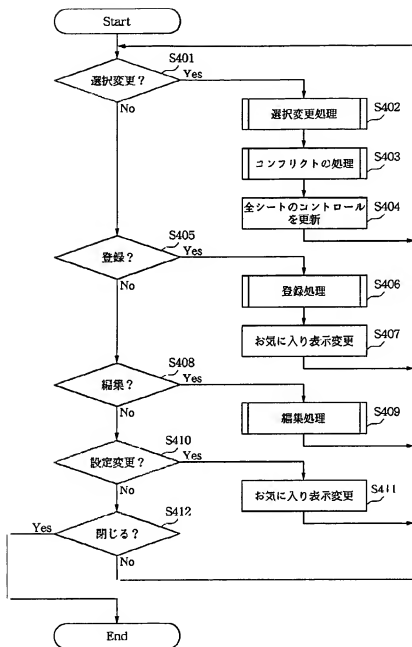 Start
S401
選択変更?
Yes
No
選択変更処理
S402
コンフリクトの処理
S403
全シートのコントロール
を更新
S404
S405
登録?
Yes
No
登録処理
S406
お気に入り表示変更
S407
S408
編集?
Yes
No
編集処理
S409
S410
設定変更?
Yes
No
お気に入り表示変更
S411
S412
閉じる?
Yes
No
End